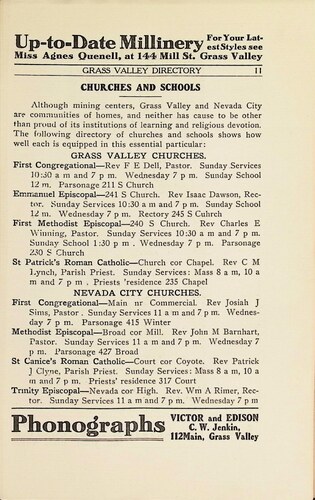 Up-to-Date Millinery For Your Lat-
est Styles see
Miss Agnes Quenell, at 144 Mill St. Grass Valley
GRASS VALLEY DIRECTORY 11
CHURCHES AND SCHOOLS
Although mining centers, Grass Valley and Nevada City
are communities of homes, and neither has cause to be other
than proud of its institutions of learning and religious devotion.
The following directory of churches and schools shows how
well each is equipped in this essential particular:
GRASS VALLEY CHURCHES.
First Congregational—Rev F E Dell, Pastor. Sunday Services
10:30 a m and 7 p m. Wednesday 7 p m. Sunday School
12 m. Parsonage 211 S Church
Emmanuel Episcopal—241 S Church. Rev Isaac Dawson, Rec-
tor. Sunday Services 10:30 a m and 7 p m. Sunday School
12 m. Wednesday 7 p m. Rectory 245 S Cuhrch
First Methodist Episcopal—240 S Church. Rev Charles E
Winning, Pastor. Sunday Services 10:30 a m and 7 p m.
Sunday School 1:30 p m . Wednesday 7 p m. Parsonage
230 S Church
St Patrick's Roman Catholic—Church cor Chapel. Rev C M
Lynch, Parish Priest. Sunday Services: Mass 8 a m, 10 a
m and 7 p m . Priests 'residence 235 Chapel
NEVADA CITY CHURCHES.
First Congregational—Main nr Commercial. Rev Josiah J
Sims, Pastor . Sunday Services 11 a m and 7 p m. Wednes-
day 7 p m. Parsonage 415 Winter
Methodist Episcopal—Broad cor Mill. Rev John M Barnhart,
Pastor. Sunday Services 11 a m and 7 p m. Wednesday 7
p m. Parsonage 427 Broad
St Canice's Roman Catholic—Court cor Coyote. Rev Patrick
J Clyne, Parish Priest. Sunday Services: Mass 8 a m, 10 a
m and 7 p m. Priests' residence 317 Court
Trinity Episcopal—Nevada cor High. Rev. Wm A Rimer, Rec-
tor. Sunday Services 11 a m and 7 p m. Wednesday 7 p m
Phonographs VICTOR and EDISON
C. W. Jenkin,
112Main, Grass Valley